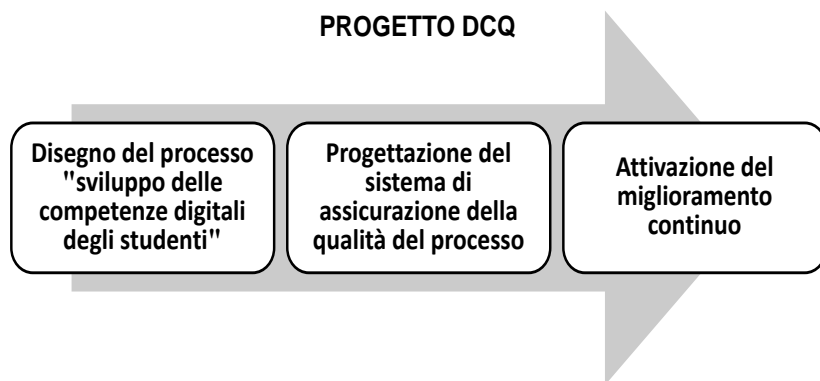 PROGETTO DCQ
Disegno del processo
"sviluppo delle
competenze digitali
degli studenti"
Progettazione del
sistema di
assicurazione della
qualità del processo
Attivazione del
miglioramento
continuo